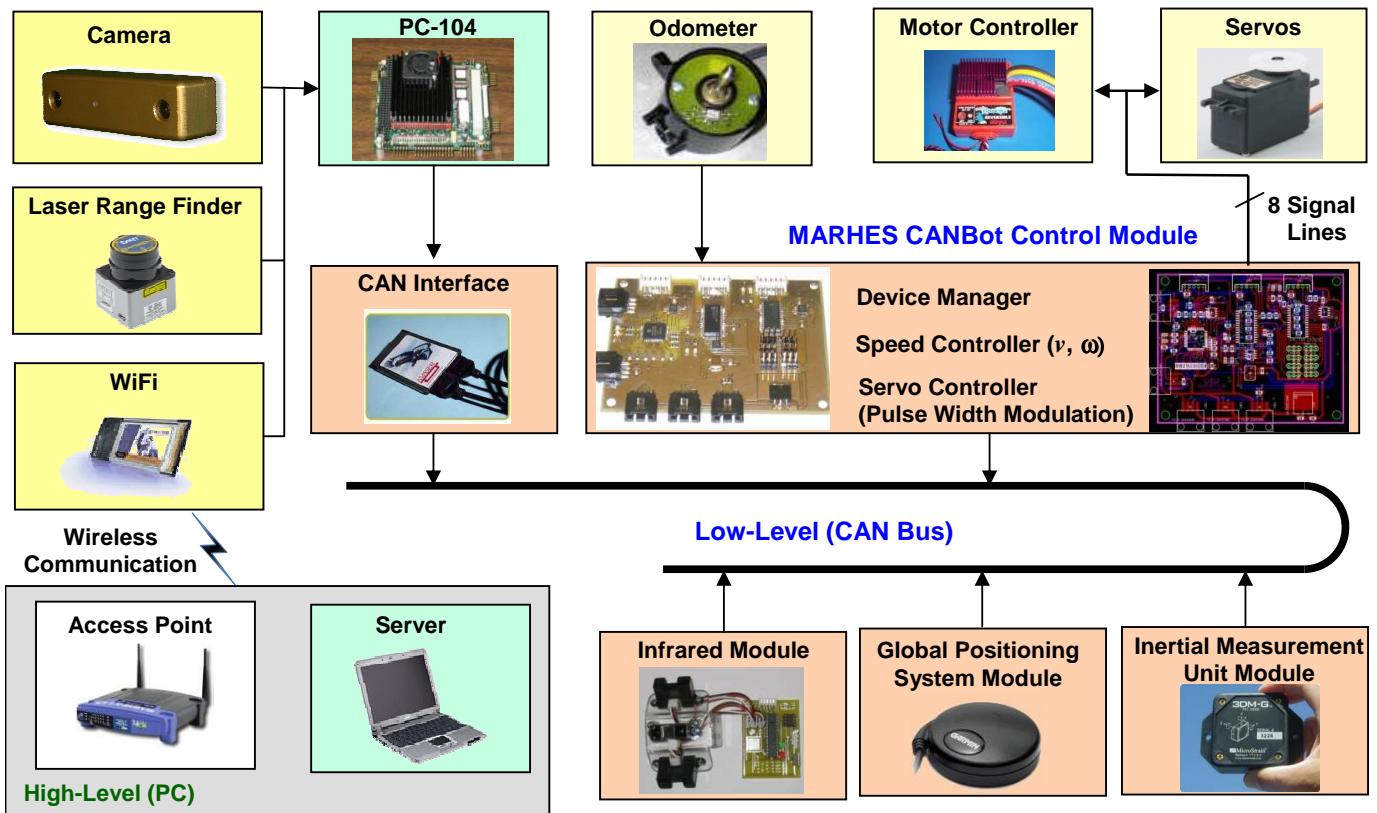 Camera
PC-104
Odometer
Motor Controller
Servos
Laser Range Finder
8 Signal
Lines
MARHES CANBot Control Module
CAN Interface
Device Manager
Speed Controller (v, ω)
Servo Controller
(Pulse Width Modulation)
WiFi
Wireless
Communication
Low-Level (CAN Bus)
Access Point
Server
High-Level (PC)
Infrared Module
Global Positioning
System Module
GARMIN
Inertial Measurement
Unit Module
3DM-G
3228
MicroStrain